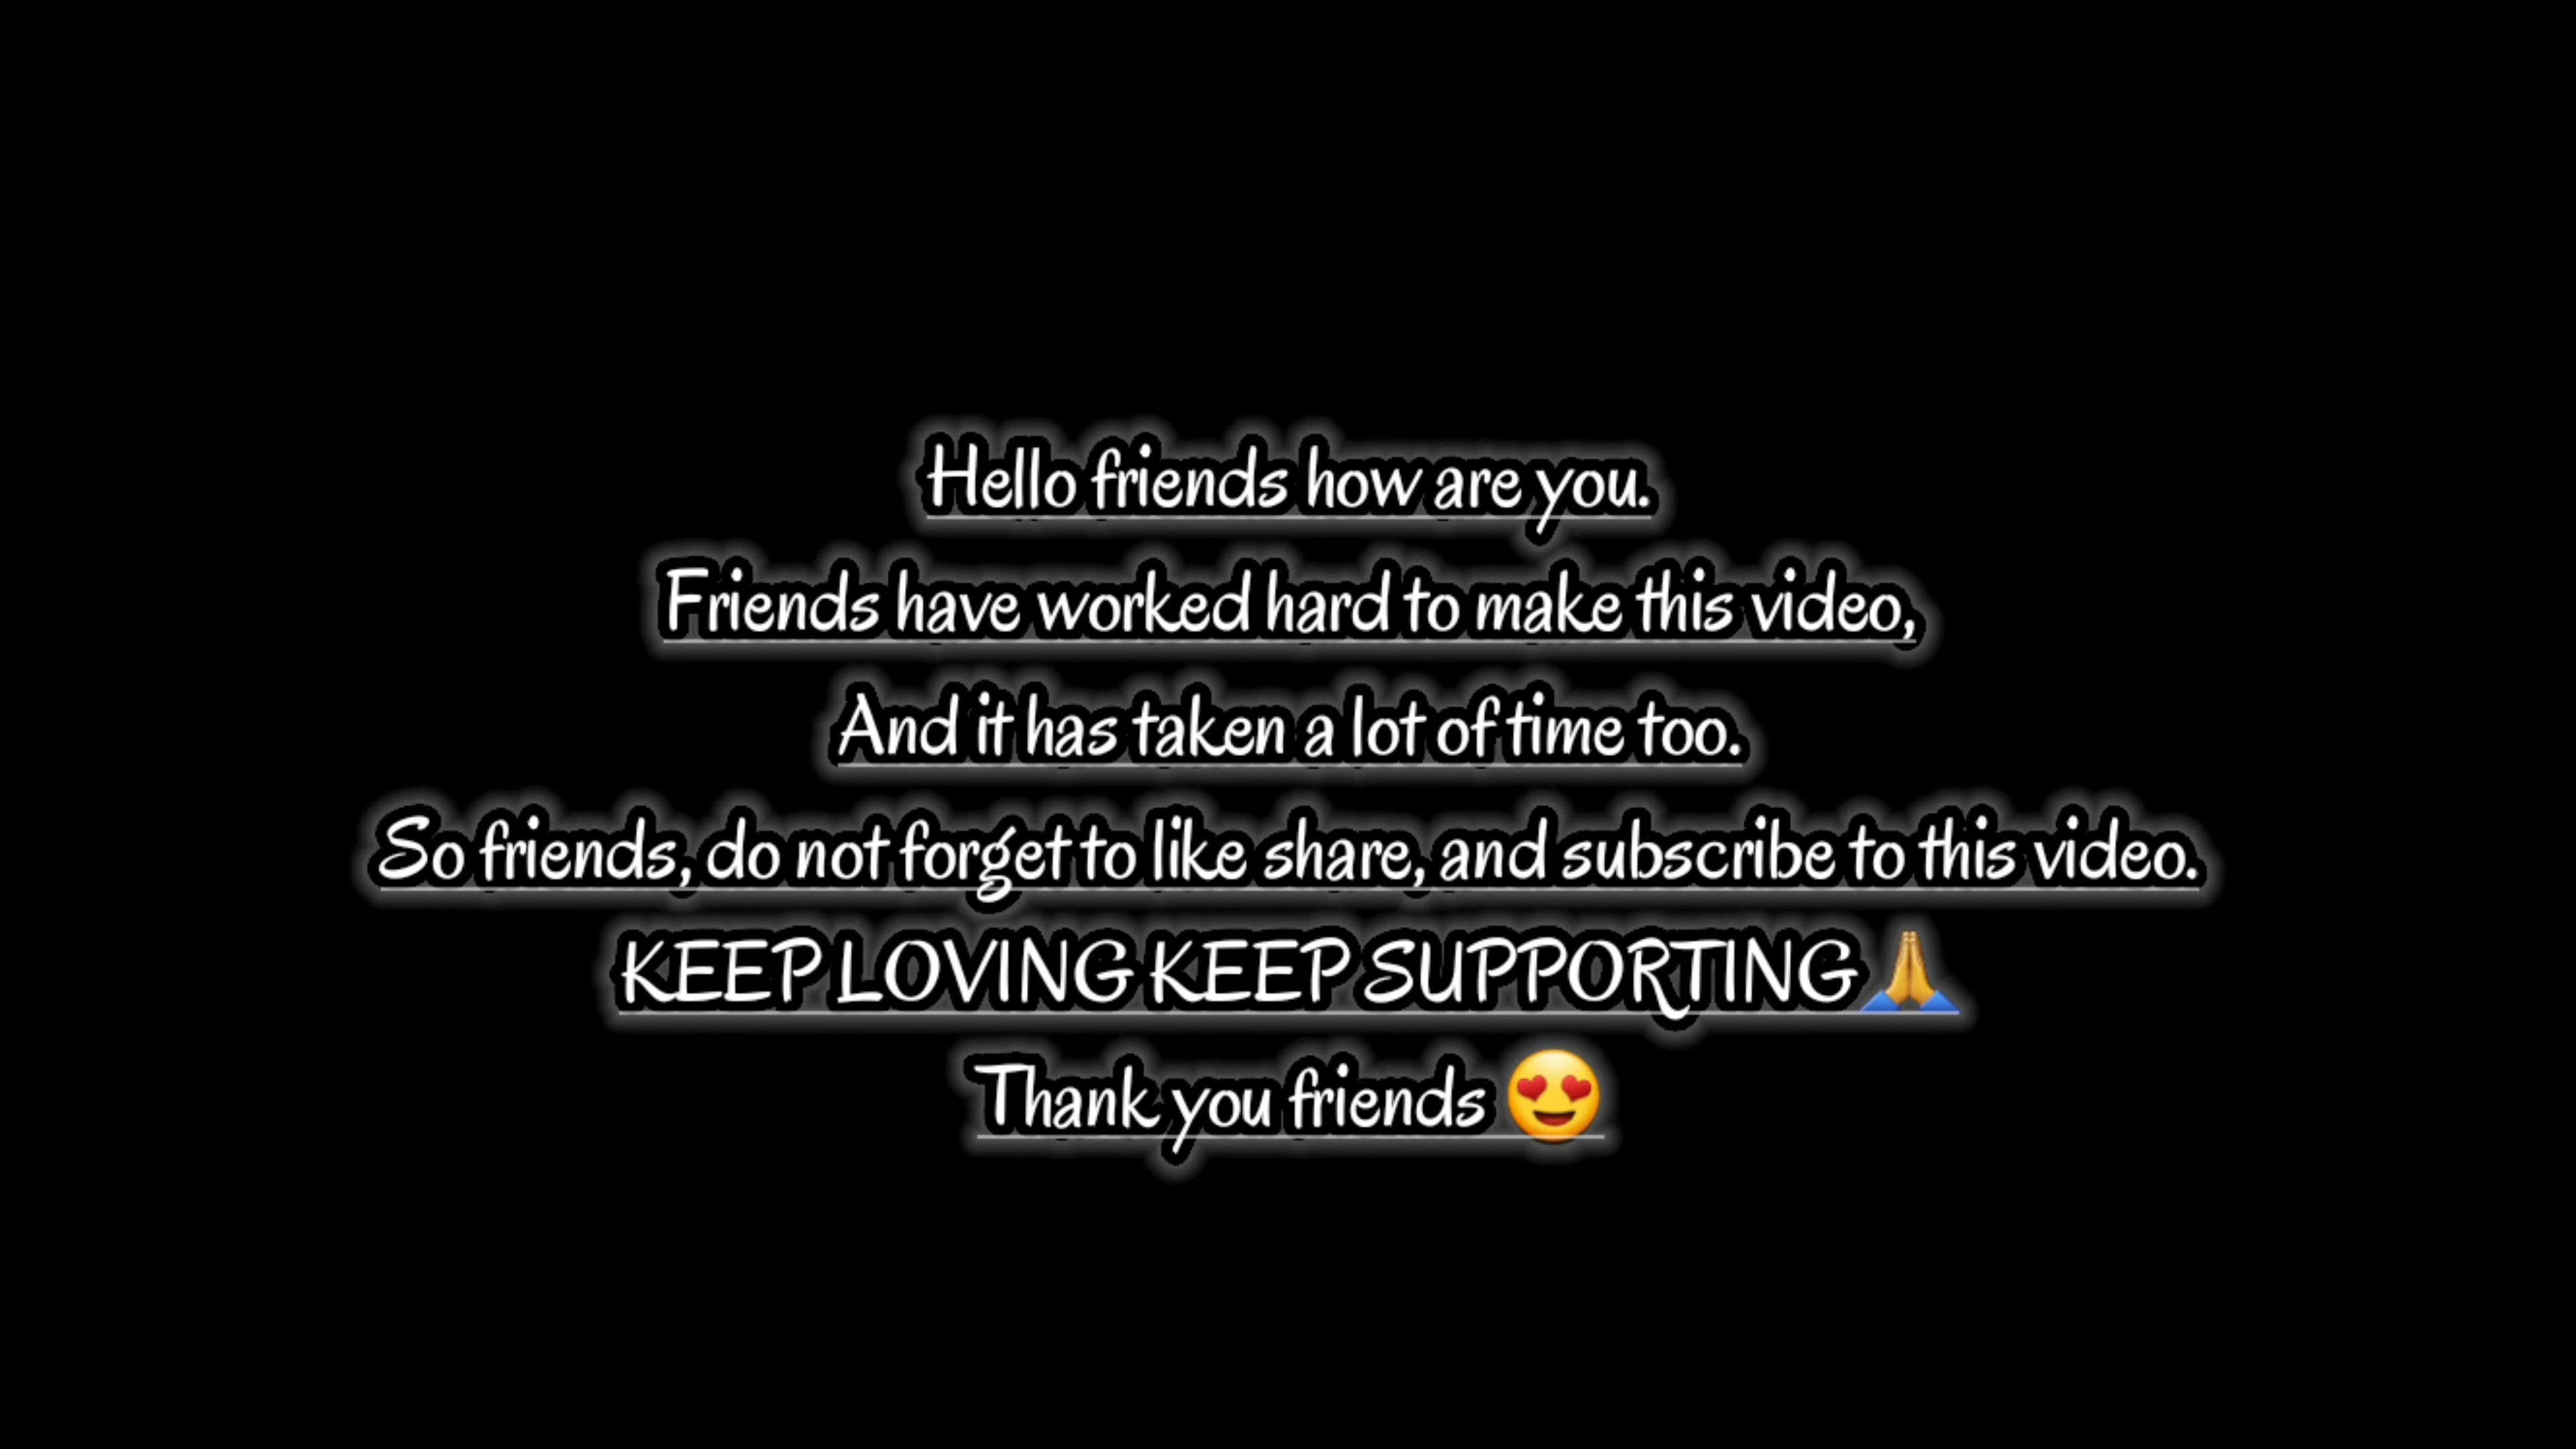 Hello friends how are you.
Friends have worked hard to make this video,
And it has taken a lot of time too.
So friends, do not forget to like share, and subscribe to this video.
KEEP LOVING KEEP SUPPORTING🙏
Thank you friends 😍